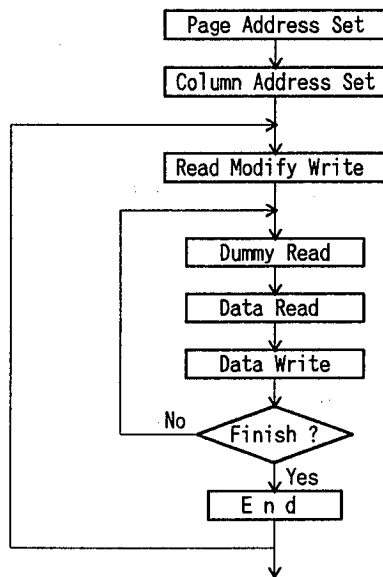 Page Address Set
Column Address Set
Read Modify Write
Dummy Read
Data Read
Data Write
No
Finish ?
Yes
E n d